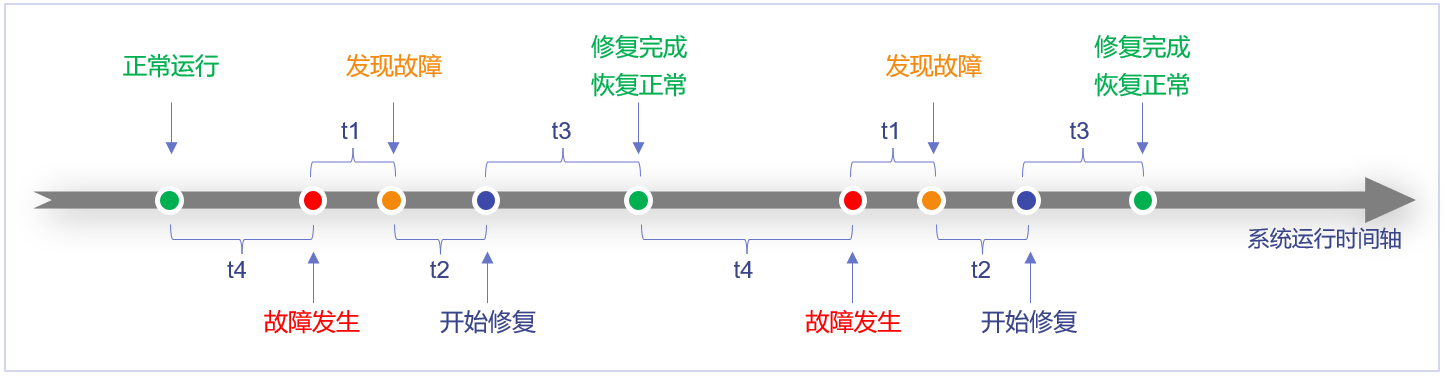 正常运行
发现故障
修复完成
恢复正常
发现故障
修复完成
恢复正常
t1
t3
t1
t3
系统运行时间轴
t4
t2
t4
t2
故障发生
开始修复
故障发生
开始修复